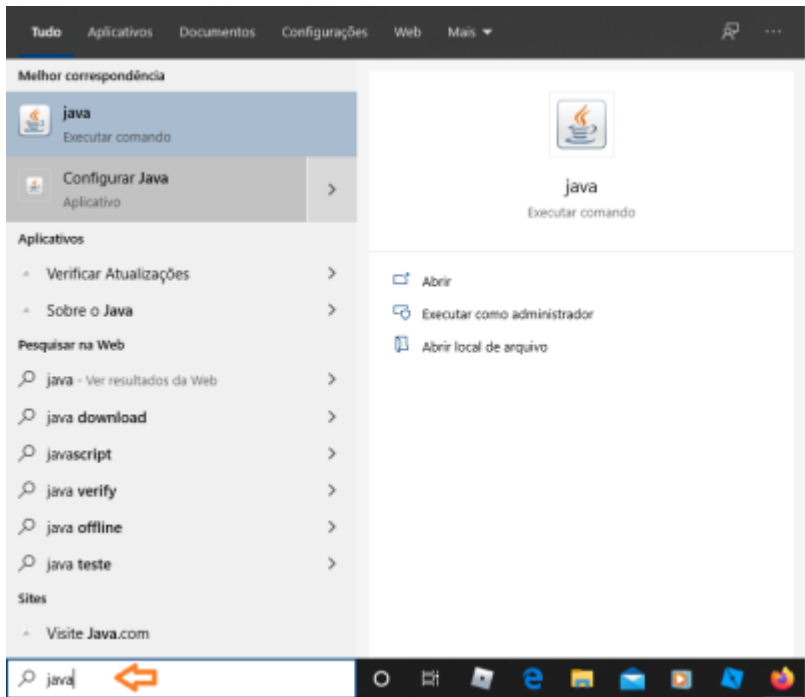 Tudo Aplicativos Documentos Configurações Web Mais
Melhor correspondência
java
Executar comando
Configurar Java
Aplicativo
Aplicativos
Verificar Atualizações
Sobre o Java
Pesquisar na Web
java - Ver resultados da Web
java download
javascript
java verify
java offline
java teste
Sites
Visite Java.com
java
java
Executar comando
Abrir
Executar como administrador
Abrir local de arquivo